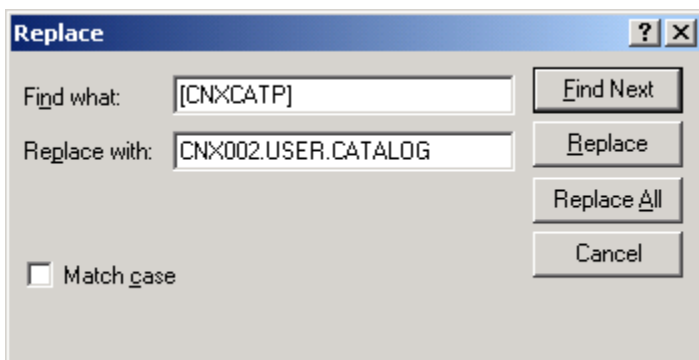 Replace
Find what: [CNXCATP] Find Next
Replace with: CNX002.USER.CATALOG Replace
Replace All
Match case Cancel